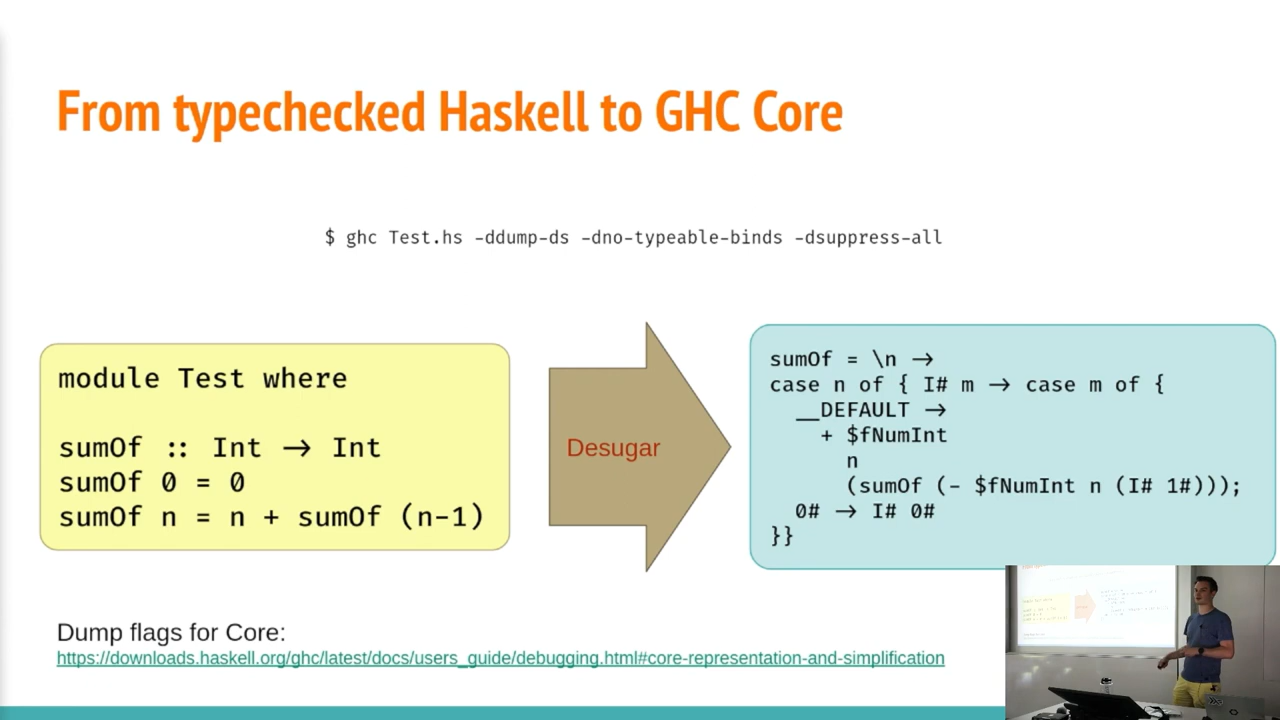 From typechecked Haskell to GHC Core
$ ghc Test.hs -ddump-ds -dno-typeable-binds -dsuppress-all
module Test where
sumOf :: Int → Int
sumOf 0 = 0
sumOf n = n + sumOf (n-1)
Desugar
sumOf = \n →
case n of { I# m → case m of {
__DEFAULT →
+ $fNumInt
n
(sumOf (- $fNumInt n (I# 1#)));
0# → I# 0#
}}
Dump flags for Core:
https://downloads.haskell.org/ghc/latest/docs/users_guide/debugging.html#core-representation-and-simplification